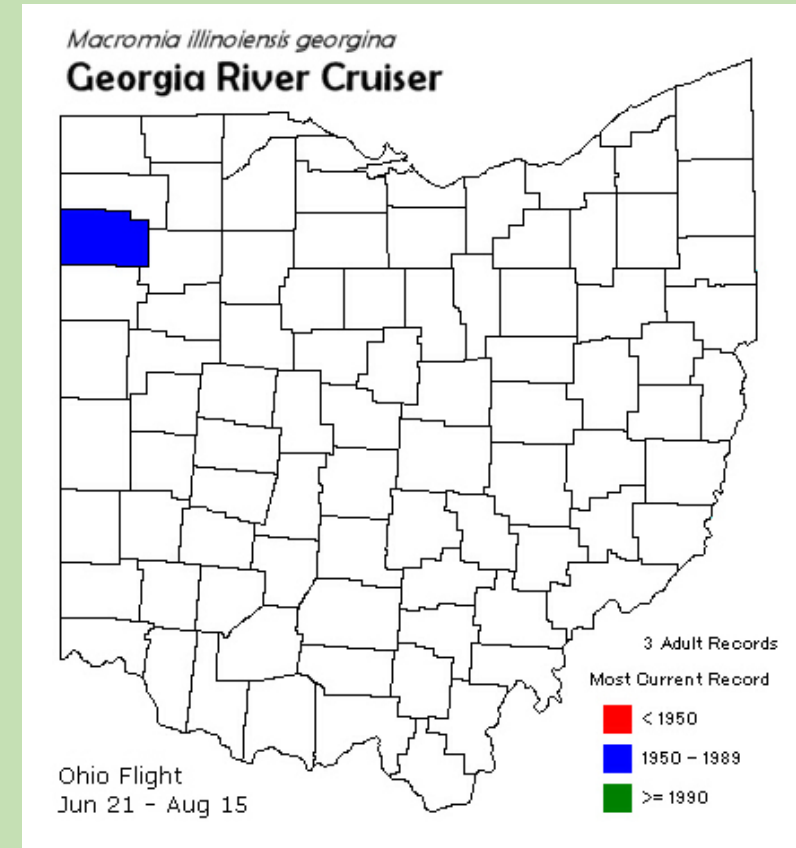 Macromia illinoiensis georgina
Georgia River Cruiser
3 Adult Records
Most Current Record
< 1950
1950 - 1989
>= 1990
Ohio Flight
Jun 21 - Aug 15